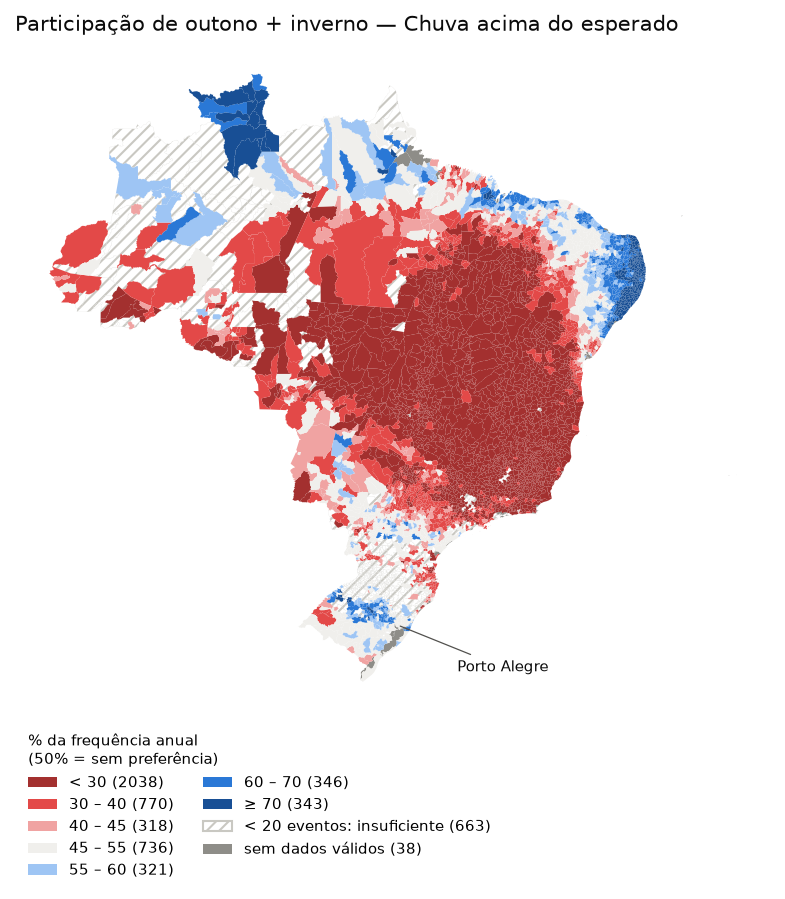 Participação de outono + inverno — Chuva acima do esperado
Porto Alegre
% da frequência anual
(50% = sem preferência)
< 30 (2038)
30 – 40 (770)
40 – 45 (318)
45 – 55 (736)
55 – 60 (321)
60 – 70 (346)
≥ 70 (343)
< 20 eventos: insuficiente (663)
sem dados válidos (38)